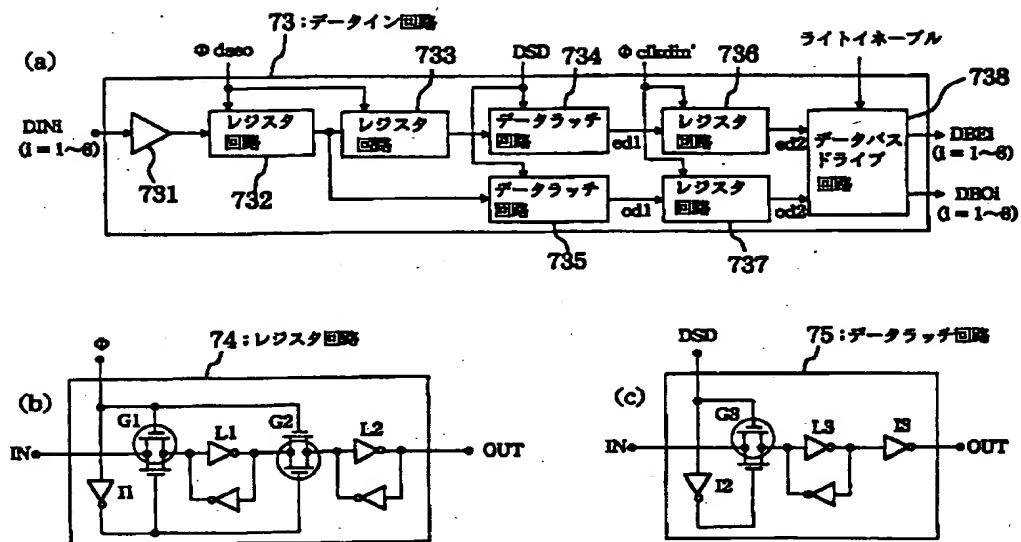 73:データイン回路
(a)
Φdsso
733
DSD
734
Φclkdin'
736
ライトイネーブル
738
DINi
(i=1~8)
731
レジスタ
回路
732
レジスタ
回路
データラッチ
回路
ed1
レジスタ
回路
ed2
データバス
ドライブ
回路
DBEi
(i=1~8)
データラッチ
回路
735
od1
レジスタ
回路
737
od2
DBOi
(i=1~8)
74:レジスタ回路
Φ
(b)
G1
L1
G2
L2
IN
OUT
I1
75:データラッチ回路
DSD
(c)
G3
L3
I3
IN
OUT
I2